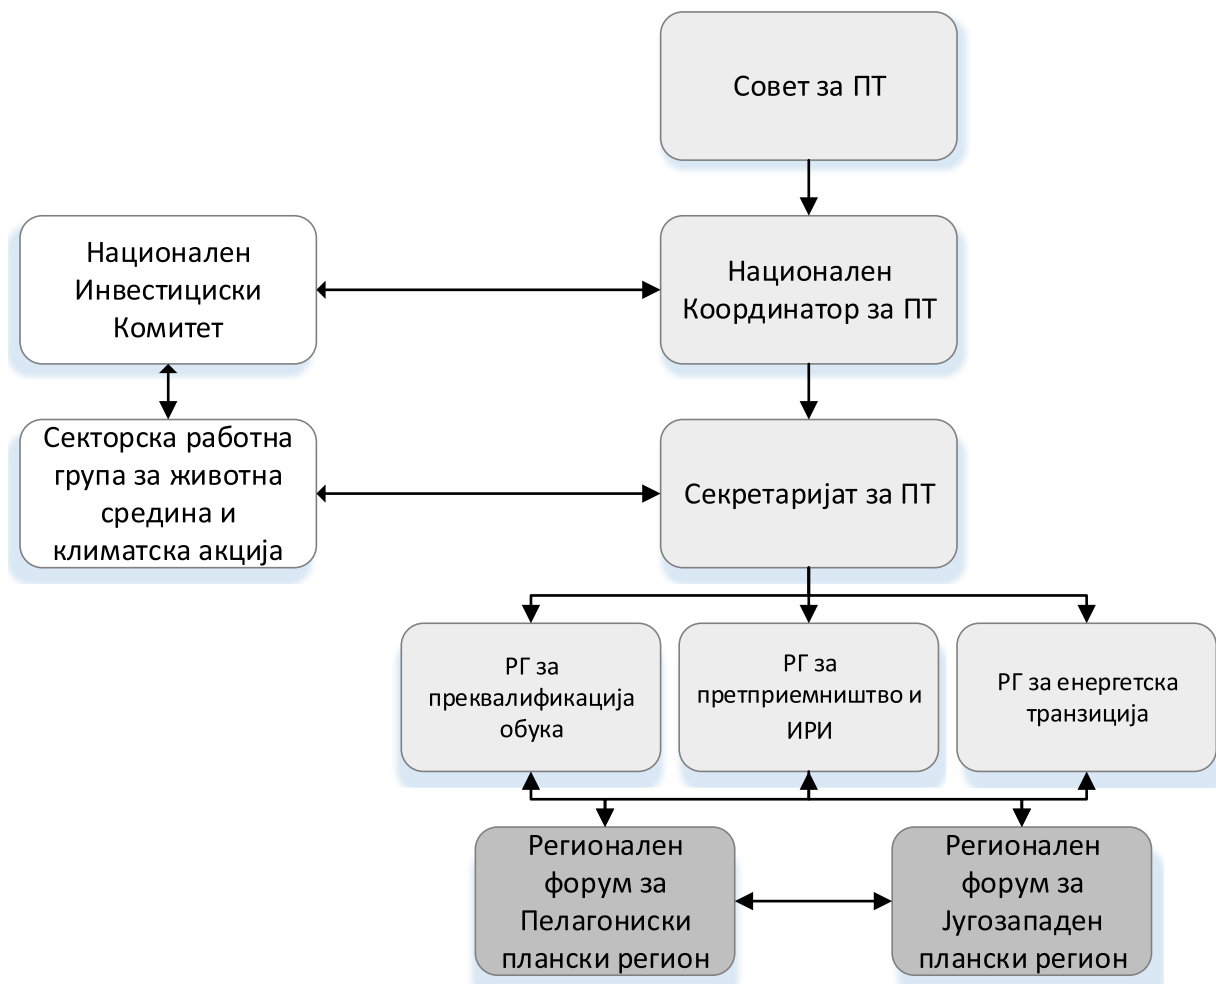 Совет за ПТ
Национален
Инвестициски
Комитет
Национален
Координатор за ПТ
Секторска работна
група за животна
средина и
климатска акција
Секретаријат за ПТ
РГ за
преквалификација
обука
РГ за
претприемништво и
ИРИ
РГ за енергетска
транзиција
Регионален
форум за
Пелагониски
плански регион
Регионален
форум за
Југозападен
плански регион